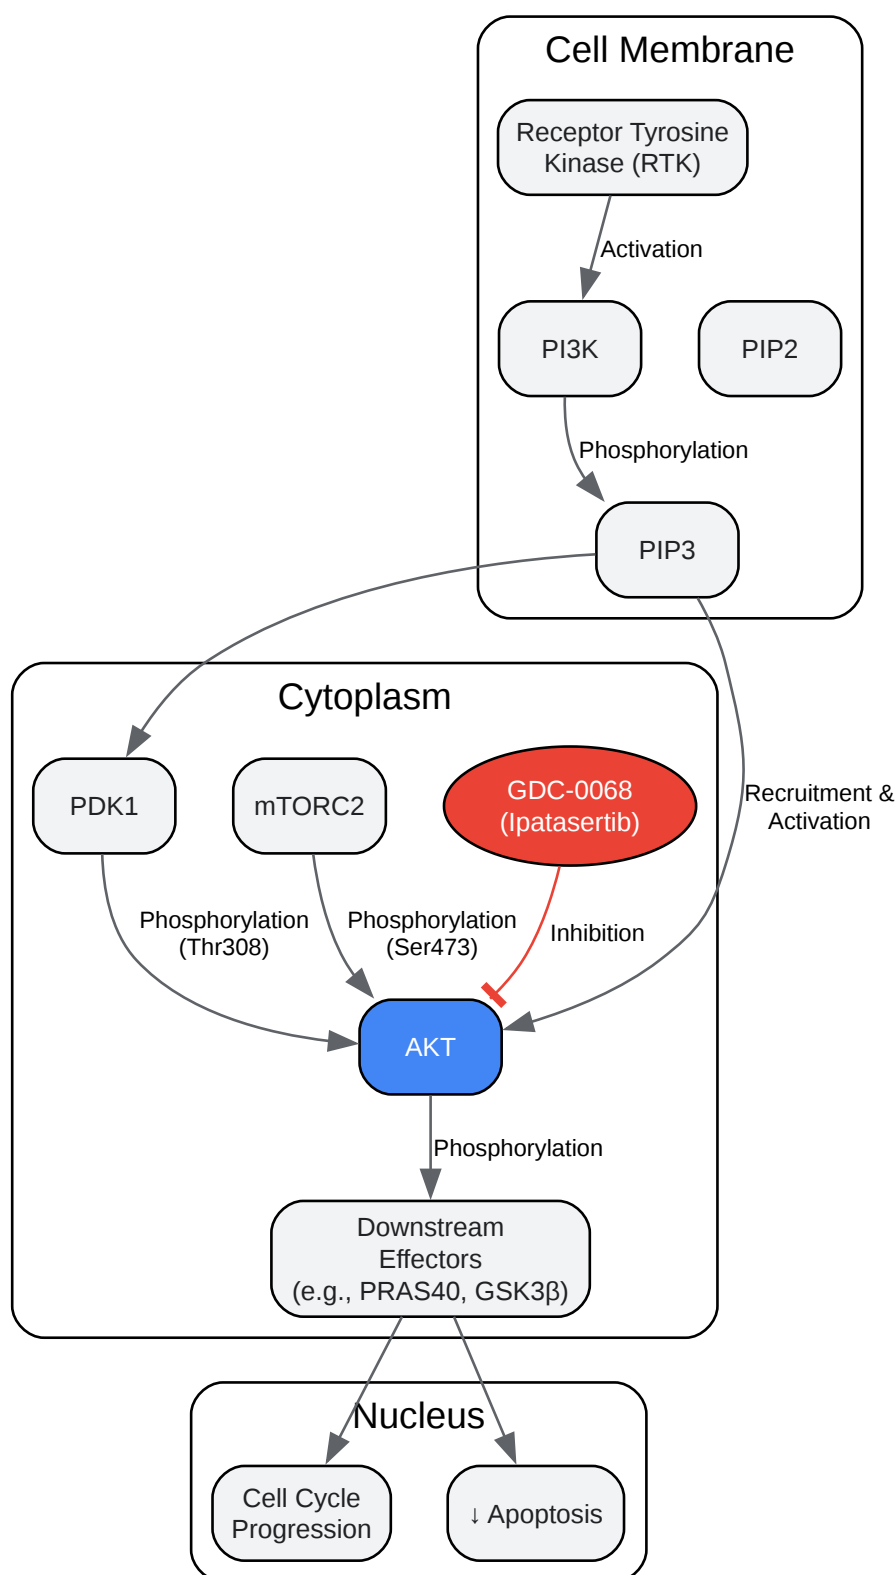 Cell Membrane
Receptor Tyrosine
Kinase (RTK)
Activation
PI3K
PIP2
Phosphorylation
PIP3
Cytoplasm
PDK1
mTORC2
GDC-0068
(Ipatasertib)
Recruitment &
Activation
Phosphorylation
(Thr308)
Phosphorylation
(Ser473)
Inhibition
AKT
Phosphorylation
Downstream
Effectors
(e.g., PRAS40, GSK3β)
Nucleus
Cell Cycle
Progression
↓ Apoptosis